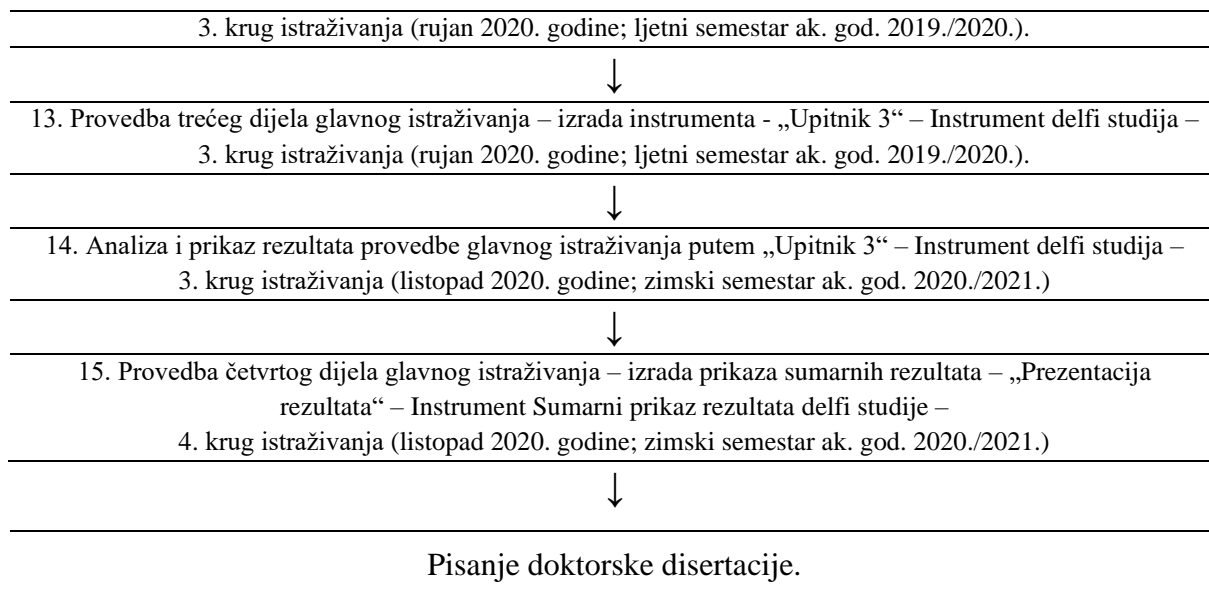 3. krug istraživanja (rujan 2020. godine; ljetni semestar ak. god. 2019./2020.).
↓
13. Provedba trećeg dijela glavnog istraživanja – izrada instrumenta - „Upitnik 3“ – Instrument delfi studija –
3. krug istraživanja (rujan 2020. godine; ljetni semestar ak. god. 2019./2020.).
↓
14. Analiza i prikaz rezultata provedbe glavnog istraživanja putem „Upitnik 3“ – Instrument delfi studija –
3. krug istraživanja (listopad 2020. godine; zimski semestar ak. god. 2020./2021.)
↓
15. Provedba četvrtog dijela glavnog istraživanja – izrada prikaza sumarnih rezultata – „Prezentacija
rezultata“ – Instrument Sumarni prikaz rezultata delfi studije –
4. krug istraživanja (listopad 2020. godine; zimski semestar ak. god. 2020./2021.)
↓
Pisanje doktorske disertacije.